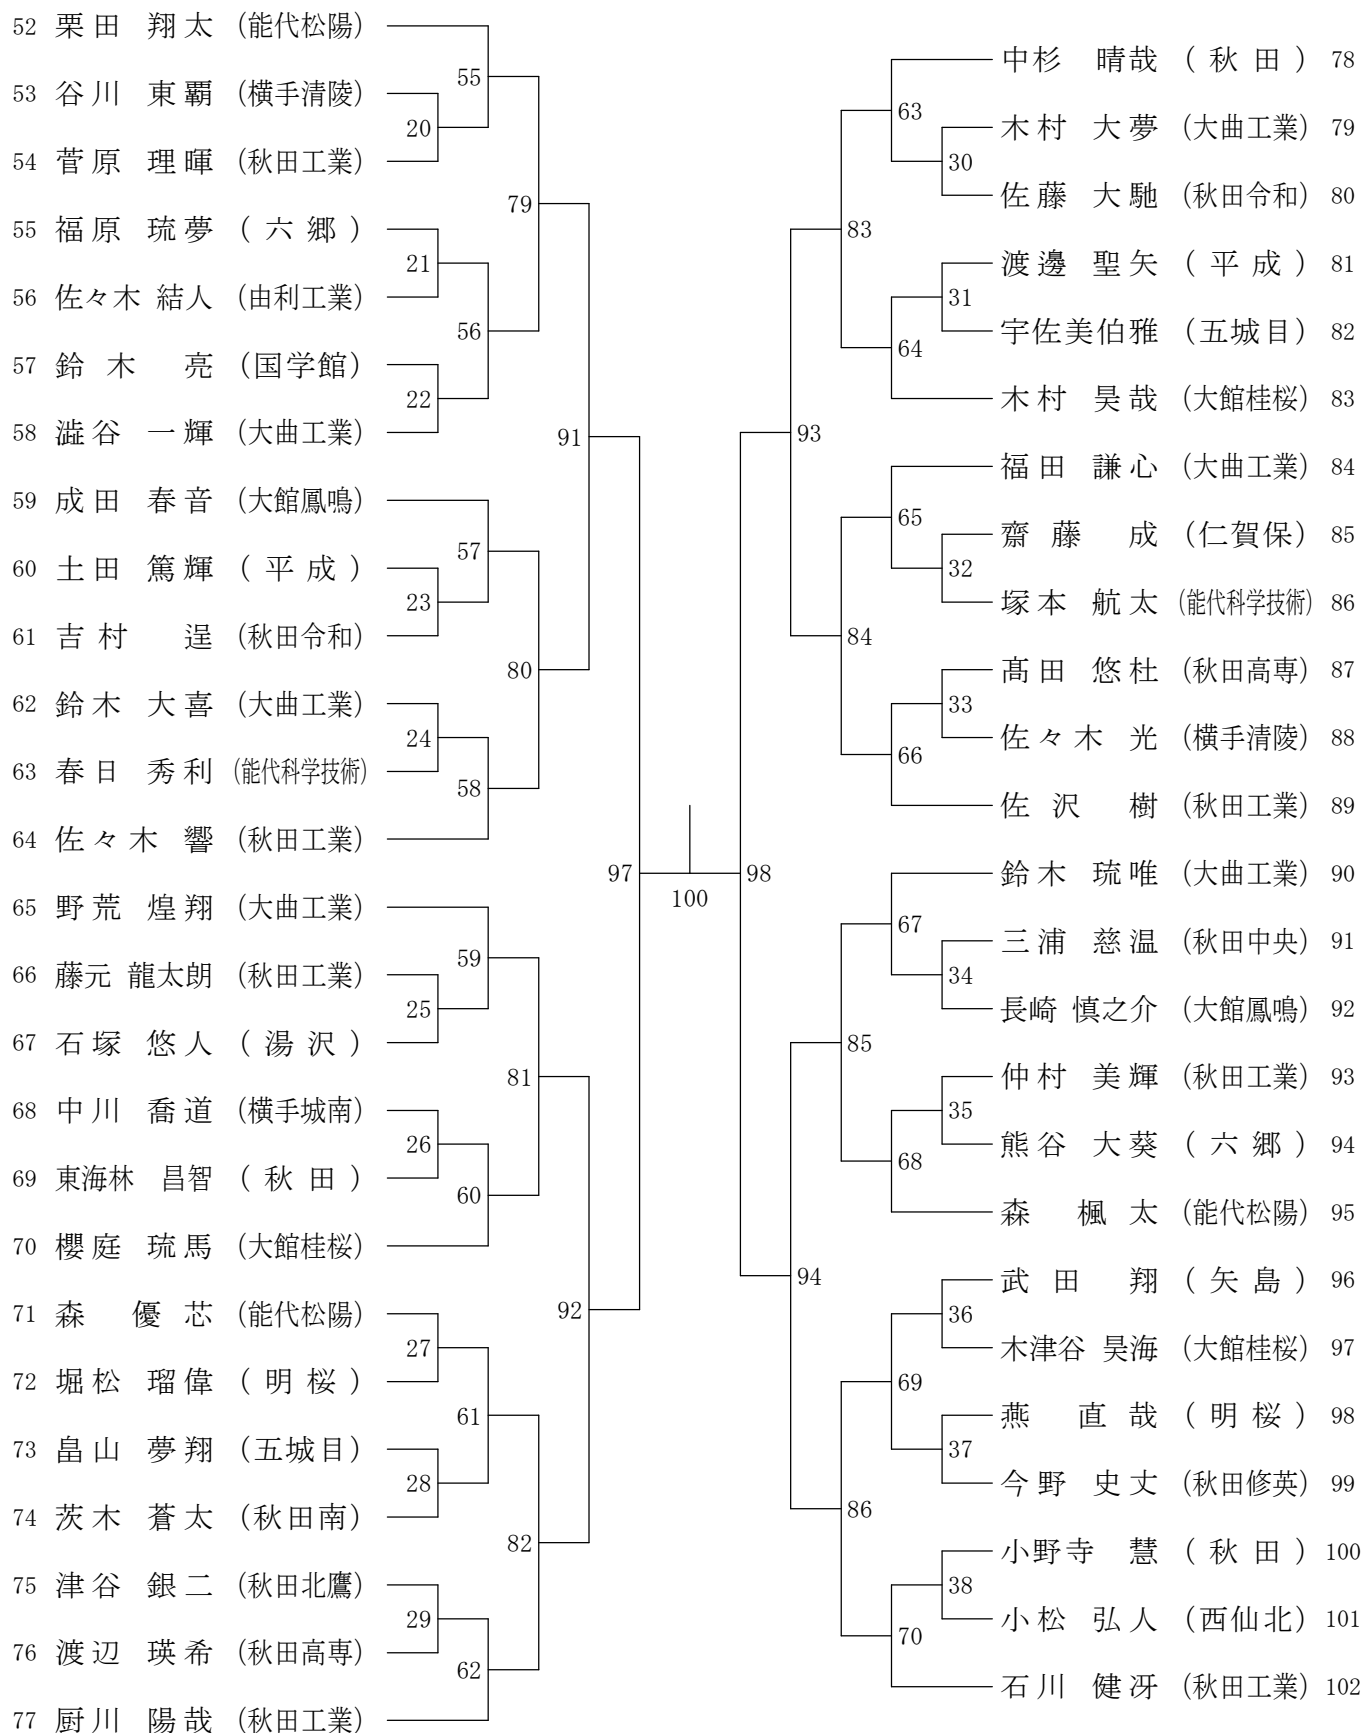 52 栗田 翔太 (能代松陽)
53 谷川 東覇 (横手清陵)
54 菅原 理暉 (秋田工業)
55 福原 琉夢 (六郷)
56 佐々木 結人 (由利工業)
57 鈴木 亮 (国学館)
58 澁谷 一輝 (大曲工業)
59 成田 春音 (大館鳳鳴)
60 土田 篤輝 (平成)
61 吉村 逞 (秋田令和)
62 鈴木 大喜 (大曲工業)
63 春日 秀利 (能代科学技術)
64 佐々木 響 (秋田工業)
65 野荒 煌翔 (大曲工業)
66 藤元 龍太朗 (秋田工業)
67 石塚 悠人 (湯沢)
68 中川 喬道 (横手城南)
69 東海林 昌智 (秋田)
70 櫻庭 琉馬 (大館桂桜)
71 森 優芯 (能代松陽)
72 堀松 瑠偉 (明桜)
73 畠山 夢翔 (五城目)
74 茨木 蒼太 (秋田南)
75 津谷 銀二 (秋田北鷹)
76 渡辺 瑛希 (秋田高専)
77 厨川 陽哉 (秋田工業)
20
21
22
23
24
25
26
27
28
29
55
56
57
58
59
60
61
62
79
80
81
82
91
92
97
100
98
93
94
83
84
85
86
63
64
65
66
67
68
69
70
30
31
32
33
34
35
36
37
38
中杉 晴哉 (秋田) 78
木村 大夢 (大曲工業) 79
佐藤 大馳 (秋田令和) 80
渡邊 聖矢 (平成) 81
宇佐美伯雅 (五城目) 82
木村 昊哉 (大館桂桜) 83
福田 謙心 (大曲工業) 84
齋藤 成 (仁賀保) 85
塚本 航太 (能代科学技術) 86
髙田 悠杜 (秋田高専) 87
佐々木 光 (横手清陵) 88
佐沢 樹 (秋田工業) 89
鈴木 琉唯 (大曲工業) 90
三浦 慈温 (秋田中央) 91
長崎 慎之介 (大館鳳鳴) 92
仲村 美輝 (秋田工業) 93
熊谷 大葵 (六郷) 94
森 楓太 (能代松陽) 95
武田 翔 (矢島) 96
木津谷 昊海 (大館桂桜) 97
燕 直哉 (明桜) 98
今野 史丈 (秋田修英) 99
小野寺 慧 (秋田) 100
小松 弘人 (西仙北) 101
石川 健冴 (秋田工業) 102